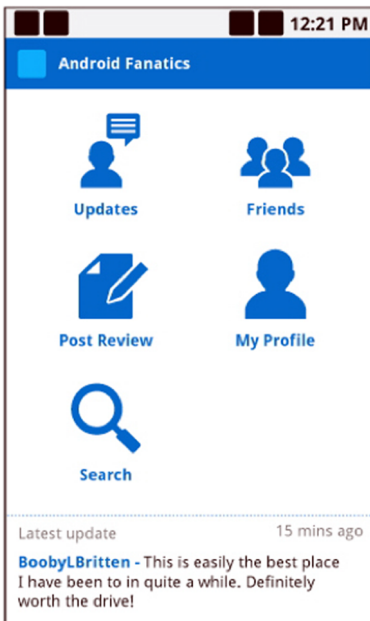 12:21 PM
Android Fanatics
Updates
Friends
Post Review
My Profile
Search
Latest update
15 mins ago
BoobyLBritten - This is easily the best place
I have been to in quite a while. Definitely
worth the drive!